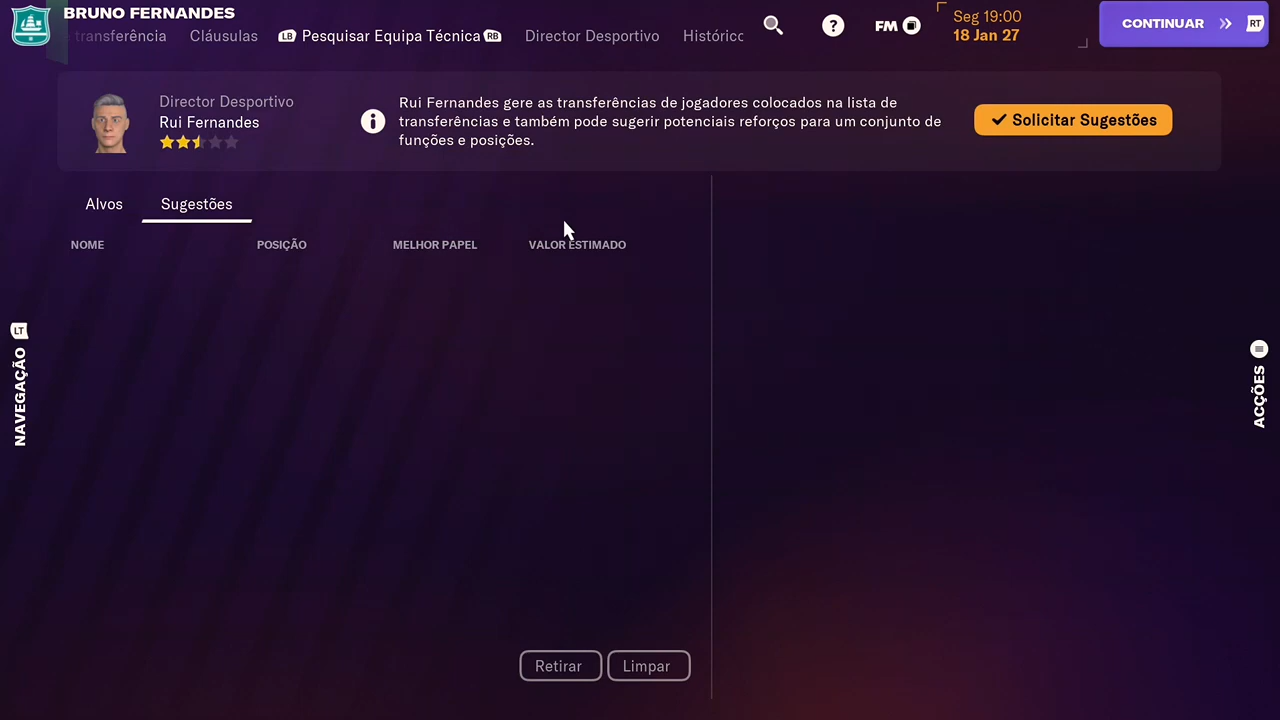 BRUNO FERNANDES
transferência Cláusulas LB Pesquisar Equipa Técnica RB Director Desportivo Histórico
FM
Seg 19:00
18 Jan 27
CONTINUAR RT
Director Desportivo
Rui Fernandes
Rui Fernandes gere as transferências de jogadores colocados na lista de
transferências e também pode sugerir potenciais reforços para um conjunto de
funções e posições.
Solicitar Sugestões
Alvos Sugestões
NOME POSIÇÃO MELHOR PAPEL VALOR ESTIMADO
LT
NAVEGAÇÃO
ACÇÕES
Retirar Limpar